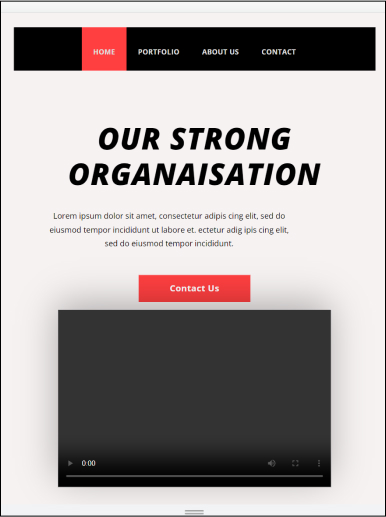 HOME PORTFOLIO ABOUT US CONTACT
OUR STRONG
ORGANAISATION
Lorem ipsum dolor sit amet, consectetur adipis cing elit, sed do
eiusmod tempor incididunt ut labore et. ectetur adig ipis cing elit,
sed do eiusmod tempor incididunt.
Contact Us
0:00